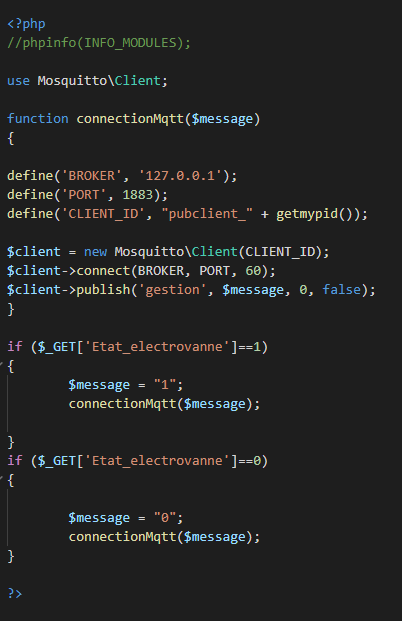 <?php
//phpinfo(INFO_MODULES);
use Mosquitto\Client;
function connectionMqtt($message)
{
define('BROKER', '127.0.0.1');
define('PORT', 1883);
define('CLIENT_ID', "pubclient_" + getmypid());
$client = new Mosquitto\Client(CLIENT_ID);
$client->connect(BROKER, PORT, 60);
$client->publish('gestion', $message, 0, false);
}
if ($_GET['Etat_electrovanne']==1)
{
$message = "1";
connectionMqtt($message);
}
if ($_GET['Etat_electrovanne']==0)
{
$message = "0";
connectionMqtt($message);
}
?>